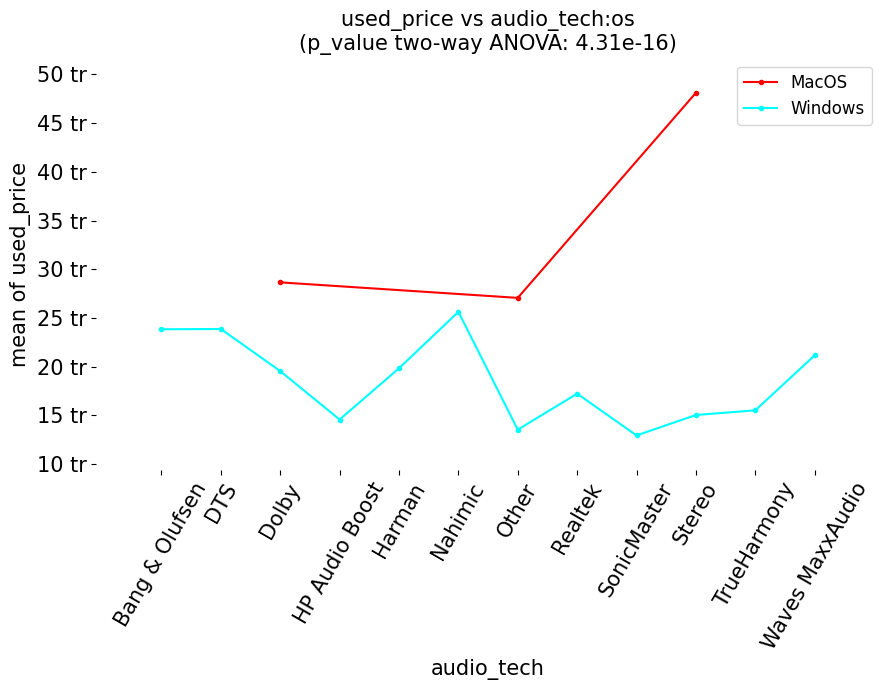 used_price vs audio_tech:os
(p_value two-way ANOVA: 4.31e-16)
MacOS
Windows
mean of used_price
50 tr
45 tr
40 tr
35 tr
30 tr
25 tr
20 tr
15 tr
10 tr
Bang & Olufsen
DTS
Dolby
HP Audio Boost
Harman
Nahimic
Other
Realtek
SonicMaster
Stereo
TrueHarmony
Waves MaxxAudio
audio_tech